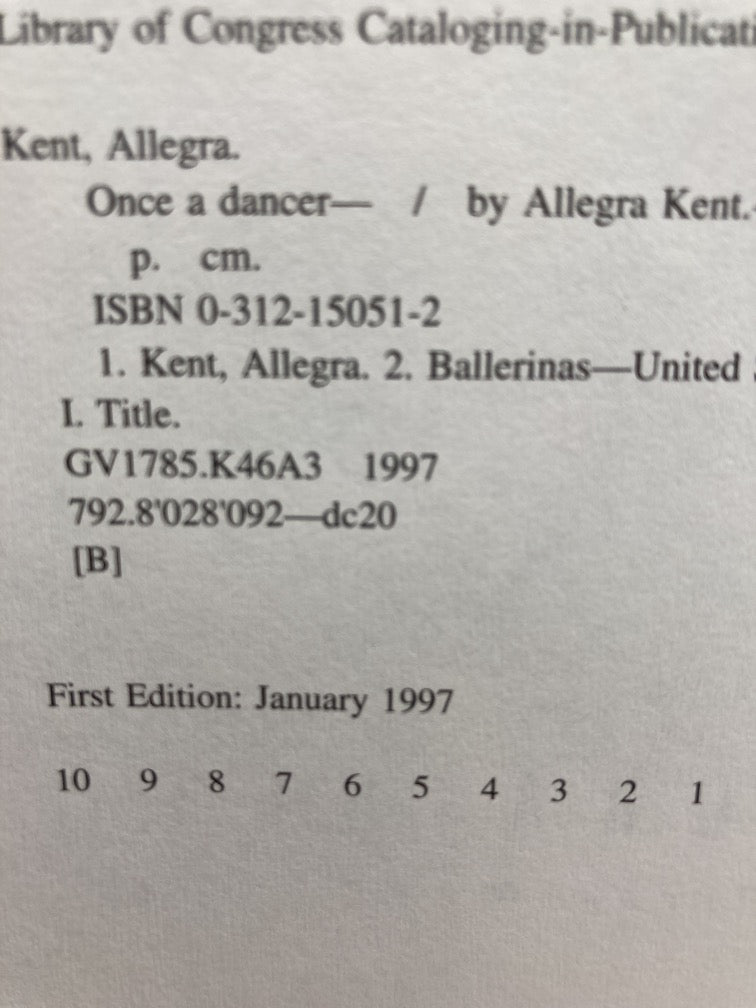 Library of Congress Cataloging-in-Publicati
Kent, Allegra.
Once a dancer— / by Allegra Kent.
p. cm.
ISBN 0-312-15051-2
1. Kent, Allegra. 2. Ballerinas—United
I. Title.
GV1785.K46A3 1997
792.8'028'092—dc20
[B]
First Edition: January 1997
10 9 8 7 6 5 4 3 2 1